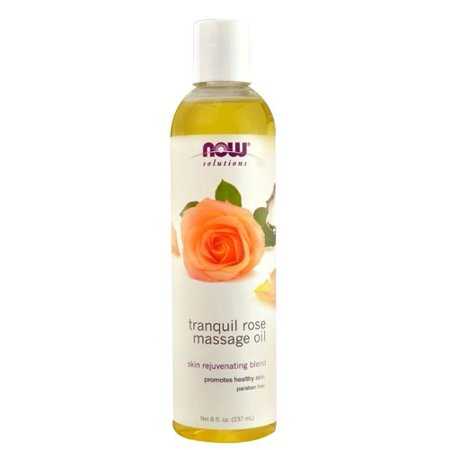 now®
solutions
tranquil rose
massage oil
skin rejuvenating blend
promotes healthy skin
paraben free
Net 8 fl. oz. (237 mL)